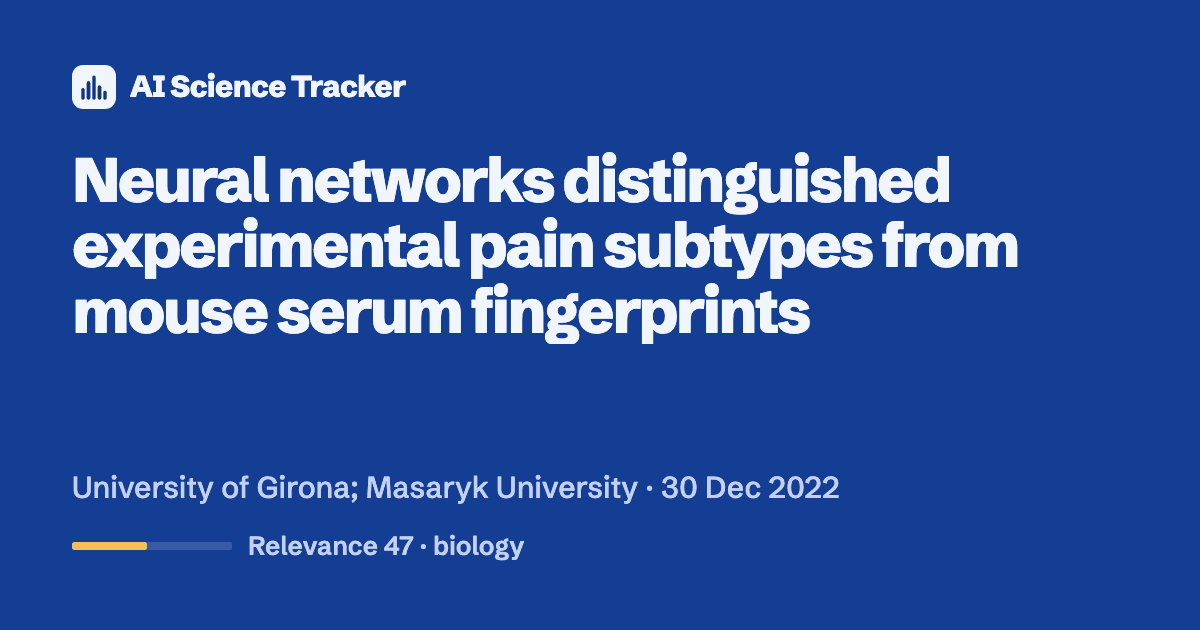 AI Science Tracker
Neural networks distinguished
experimental pain subtypes from
mouse serum fingerprints
University of Girona; Masaryk University · 30 Dec 2022
Relevance 47 · biology